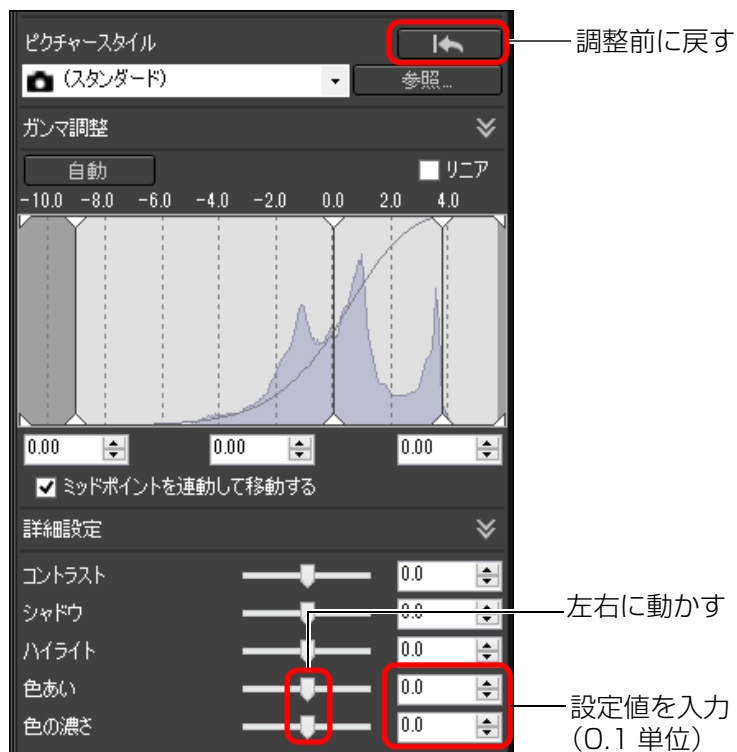 ピクチャースタイル
調整前に戻す
(スタンダード)
参照...
ガンマ調整
自動
リニア
-10.0 -8.0 -6.0 -4.0 -2.0 0.0 2.0 4.0
0.00 0.00 0.00
ミッドポイントを連動して移動する
詳細設定
コントラスト 0.0
シャドウ 0.0
左右に動かす
ハイライト 0.0
色あい 0.0
色の濃さ 0.0
設定値を入力
(0.1 単位)